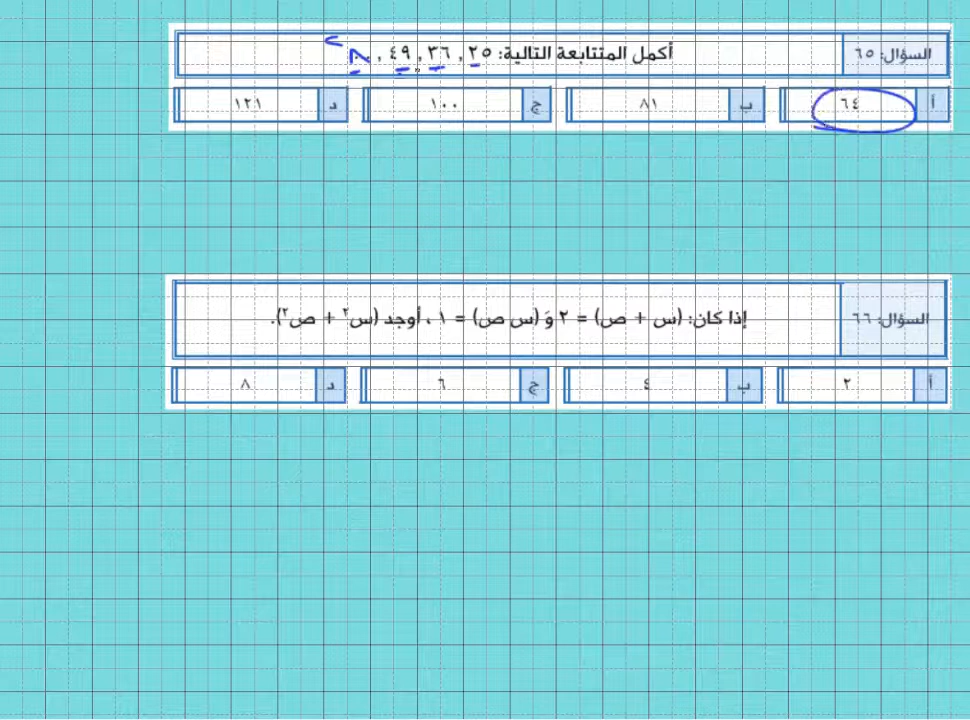 السؤال: ٦٥ أكمل المتتابعة التالية: ٢٥ , ٣٦ , ٤٩ , ٨
أ ٦٤ ب ٨١ ج ١٠٠ د ١٢١
السؤال: ٦٦ إذا كان: (س + ص) = ٢ وَ (س ص) = ١ ، أوجد (س٢ + ص٢).
أ ٢ ب ٤ ج ٦ د ٨